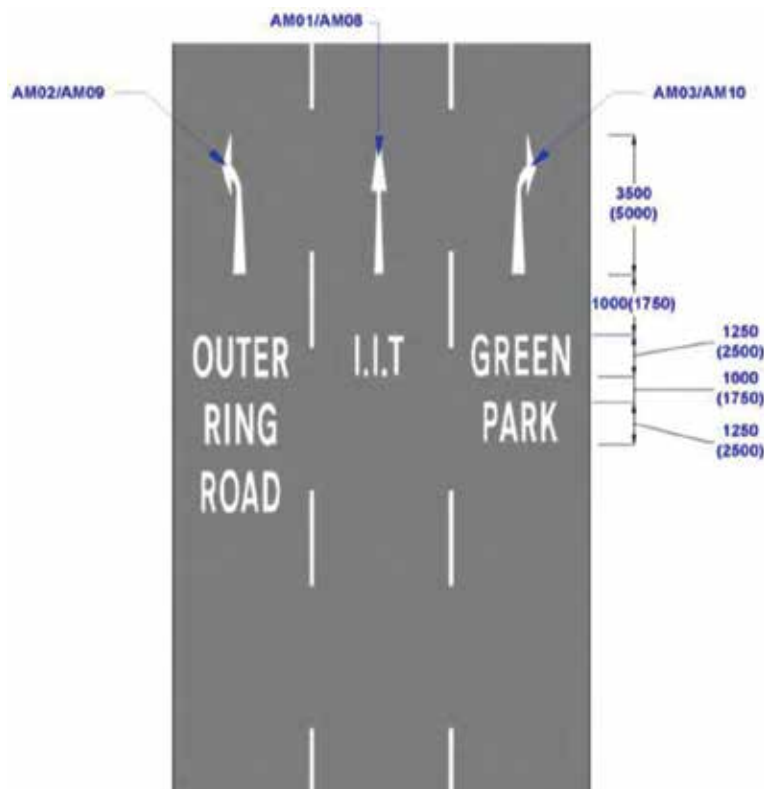 AM01/AM08
AM02/AM09
AM03/AM10
3500
(5000)
1000(1750)
1250
(2500)
1000
(1750)
1250
(2500)
OUTER
RING
ROAD
I.I.T
GREEN
PARK